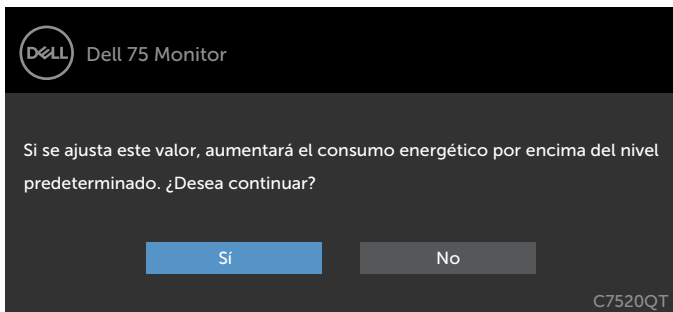 DELL Dell 75 Monitor
Si se ajusta este valor, aumentará el consumo energético por encima del nivel
predeterminado. ¿Desea continuar?
Sí No
C7520QT